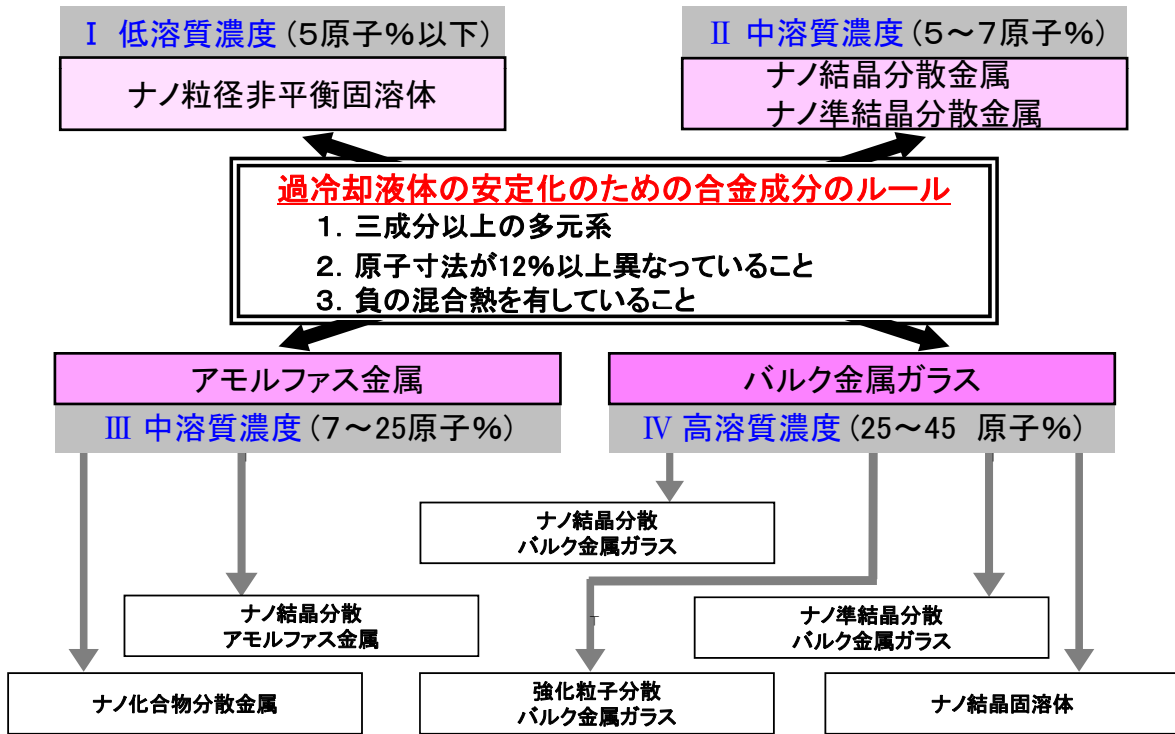 Ⅰ 低溶質濃度 (5原子%以下)
ナノ粒径非平衡固溶体
Ⅱ 中溶質濃度 (5～7原子%)
ナノ結晶分散金属
ナノ準結晶分散金属
過冷却液体の安定化のための合金成分のルール
1. 三成分以上の多元系
2. 原子寸法が12%以上異なっていること
3. 負の混合熱を有していること
アモルファス金属
Ⅲ 中溶質濃度 (7～25原子%)
バルク金属ガラス
Ⅳ 高溶質濃度 (25～45 原子%)
ナノ結晶分散
バルク金属ガラス
ナノ結晶分散
アモルファス金属
ナノ準結晶分散
バルク金属ガラス
ナノ化合物分散金属
強化粒子分散
バルク金属ガラス
ナノ結晶固溶体